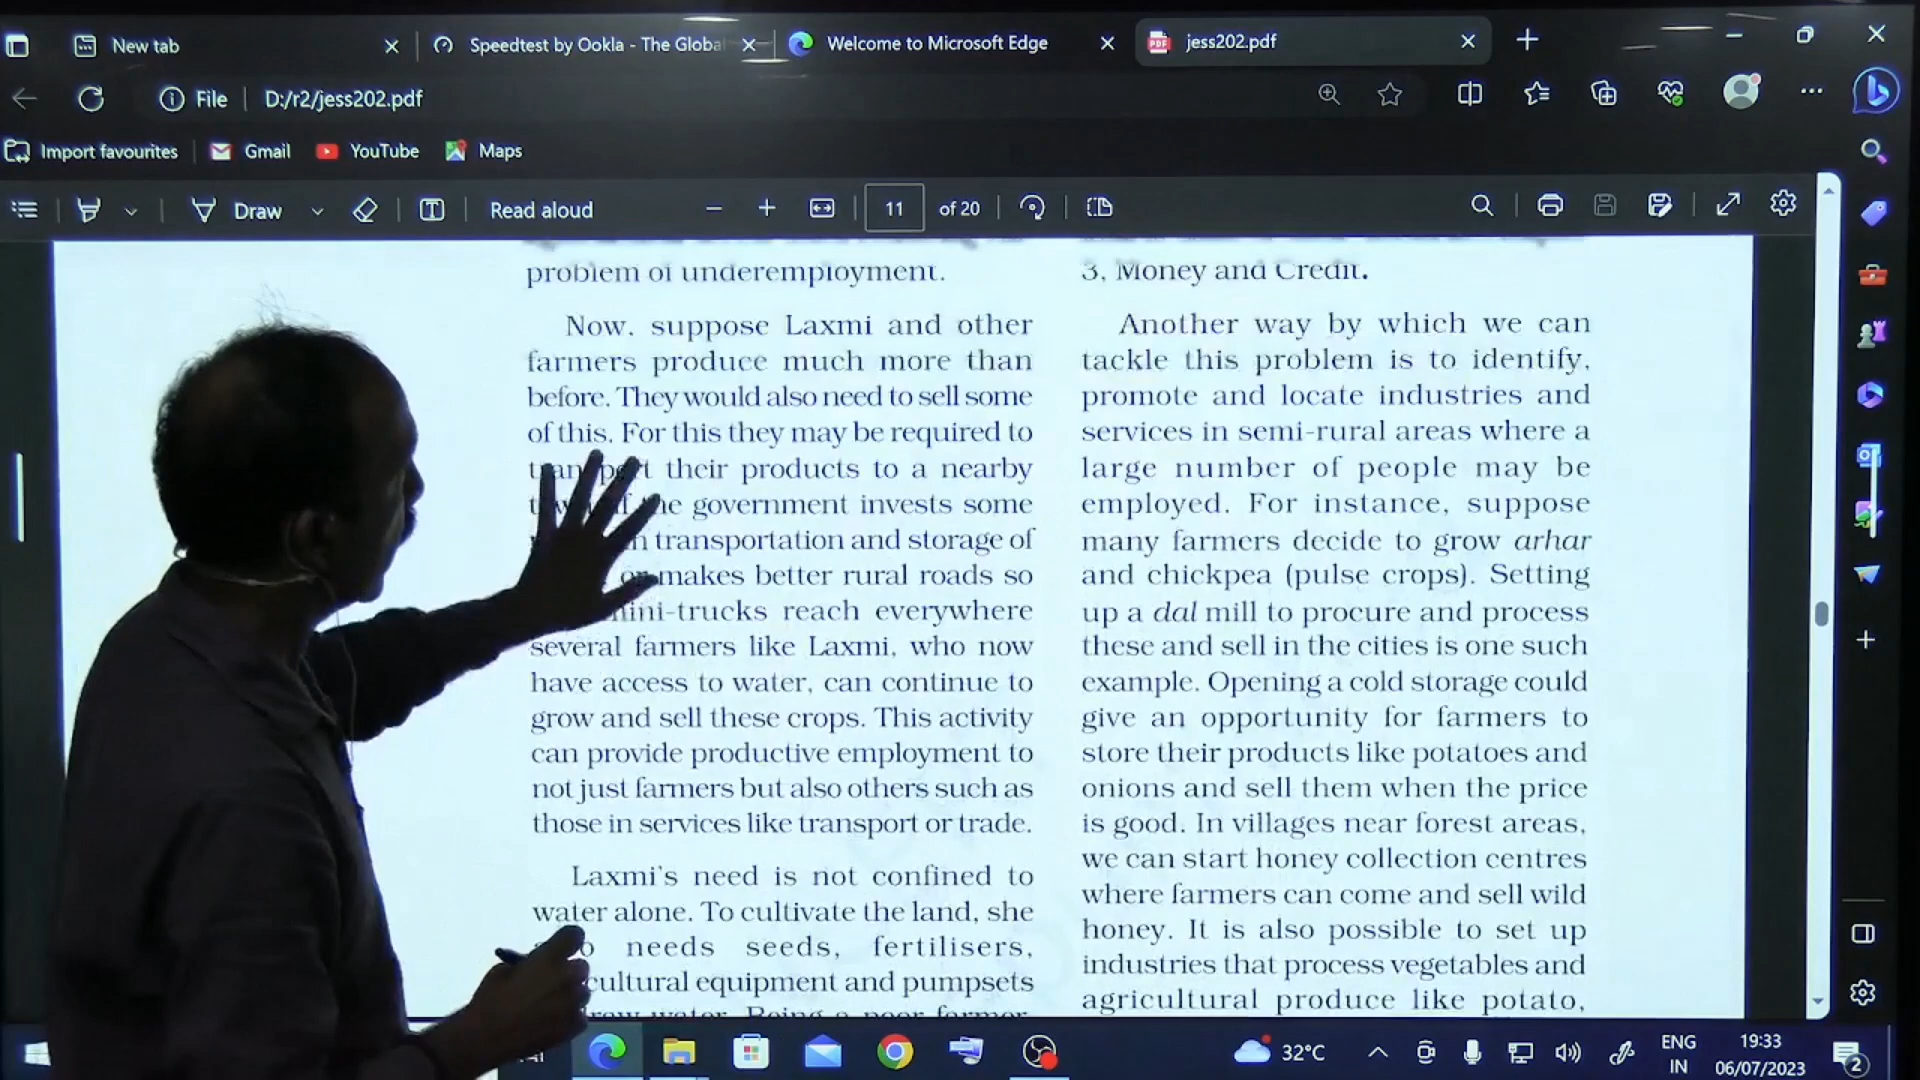 New tab
Speedtest by Ookla - The Global
Welcome to Microsoft Edge
jess202.pdf
File
D:/r2/jess202.pdf
Import favourites
Gmail
YouTube
Maps
Draw
Read aloud
11
of 20
problem of underemployment.
Now, suppose Laxmi and other
farmers produce much more than
before. They would also need to sell some
of this. For this they may be required to
their products to a nearby
government invests some
transportation and storage of
or makes better rural roads so
mini-trucks reach everywhere
several farmers like Laxmi, who now
have access to water, can continue to
grow and sell these crops. This activity
can provide productive employment to
not just farmers but also others such as
those in services like transport or trade.
Laxmi's need is not confined to
water alone. To cultivate the land, she
needs seeds, fertilisers,
equipment and pumpsets
water. Being a poor farmer,
3, Money and Credit.
Another way by which we can
tackle this problem is to identify,
promote and locate industries and
services in semi-rural areas where a
large number of people may be
employed. For instance, suppose
many farmers decide to grow arhar
and chickpea (pulse crops). Setting
up a dal mill to procure and process
these and sell in the cities is one such
example. Opening a cold storage could
give an opportunity for farmers to
store their products like potatoes and
onions and sell them when the price
is good. In villages near forest areas,
we can start honey collection centres
where farmers can come and sell wild
honey. It is also possible to set up
industries that process vegetables and
agricultural produce like potato,
32°C
ENG
IN
19:33
06/07/2023
2